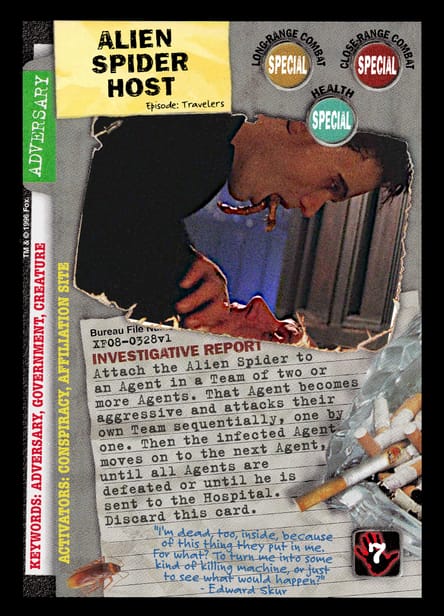 ALIEN
SPIDER
HOST
Episode: Travelers
LONG-RANGE COMBAT
SPECIAL
CLOSE-RANGE COMBAT
SPECIAL
HEALTH
SPECIAL
ADVERSARY
TM & © 1996 Fox.
KEYWORDS: ADVERSARY, GOVERNMENT, CREATURE
ACTIVATORS: CONSPIRACY, AFFILIATION SITE
Bureau File
XF08-0328v1
INVESTIGATIVE REPORT
Attach the Alien Spider to
an Agent in a Team of two or
more Agents. That Agent becomes
aggressive and attacks their
own Team sequentially, one by
one. Then the infected Agent
moves on to the next Agent,
until all Agents are
defeated or until he is
sent to the Hospital.
Discard this card.
"I'm dead, too, inside, because
of this thing they put in me.
For what? To turn me into some
kind of killing machine, or just
to see what would happen?"
- Edward Skur
7